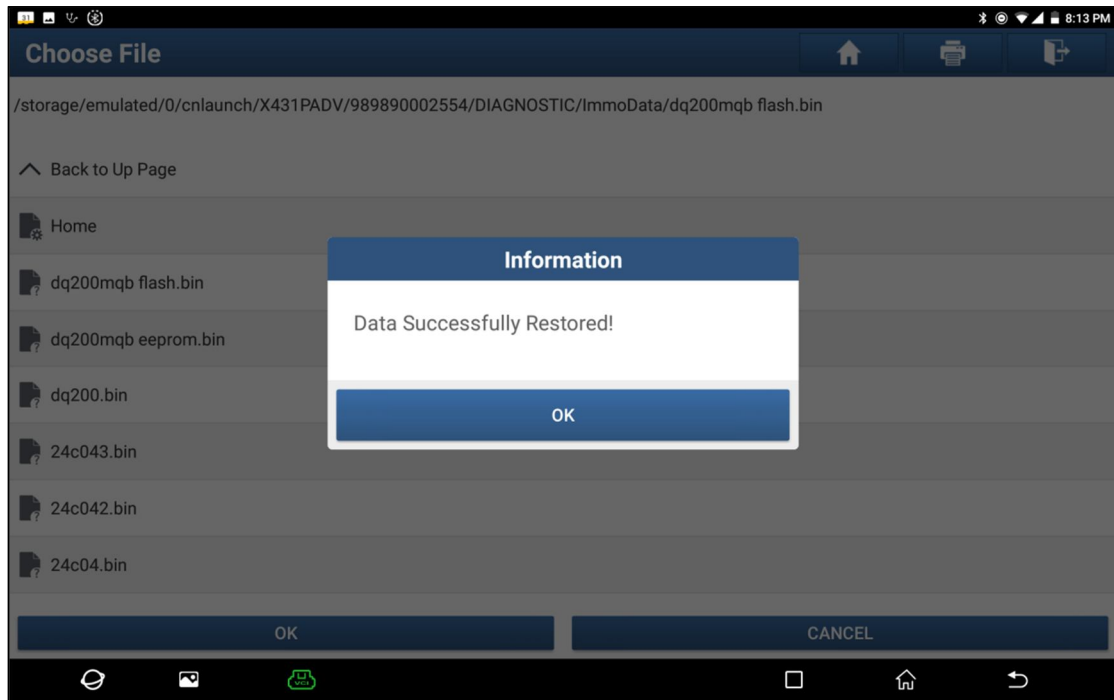 31
8:13 PM
Choose File
/storage/emulated/0/cnlaunch/X431PADV/989890002554/DIAGNOSTIC/ImmoData/dq200mqb flash.bin
Back to Up Page
Home
dq200mqb flash.bin
dq200mqb eeprom.bin
dq200.bin
24c043.bin
24c042.bin
24c04.bin
Information
Data Successfully Restored!
OK
OK
CANCEL
VCI